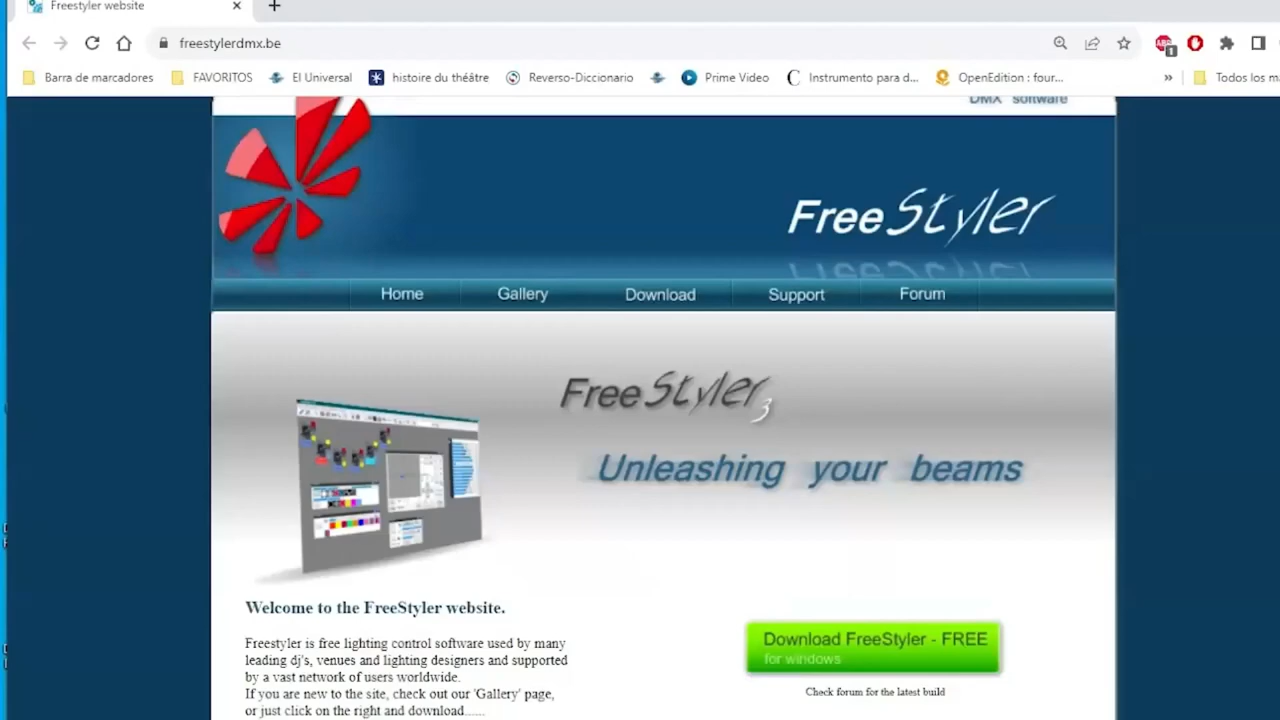 Freestyler website
freestylerdmx.be
Barra de marcadores FAVORITOS El Universal histoire du théâtre Reverso-Diccionario Prime Video Instrumento para d... OpenEdition : four... » Todos los ma
DMX software
FreeStyler
Home Gallery Download Support Forum
FreeStyler 3
Unleashing your beams
Welcome to the FreeStyler website.
Freestyler is free lighting control software used by many
leading dj's, venues and lighting designers and supported
by a vast network of users worldwide.
If you are new to the site, check out our 'Gallery' page,
or just click on the right and download......
Download FreeStyler - FREE
for windows
Check forum for the latest build